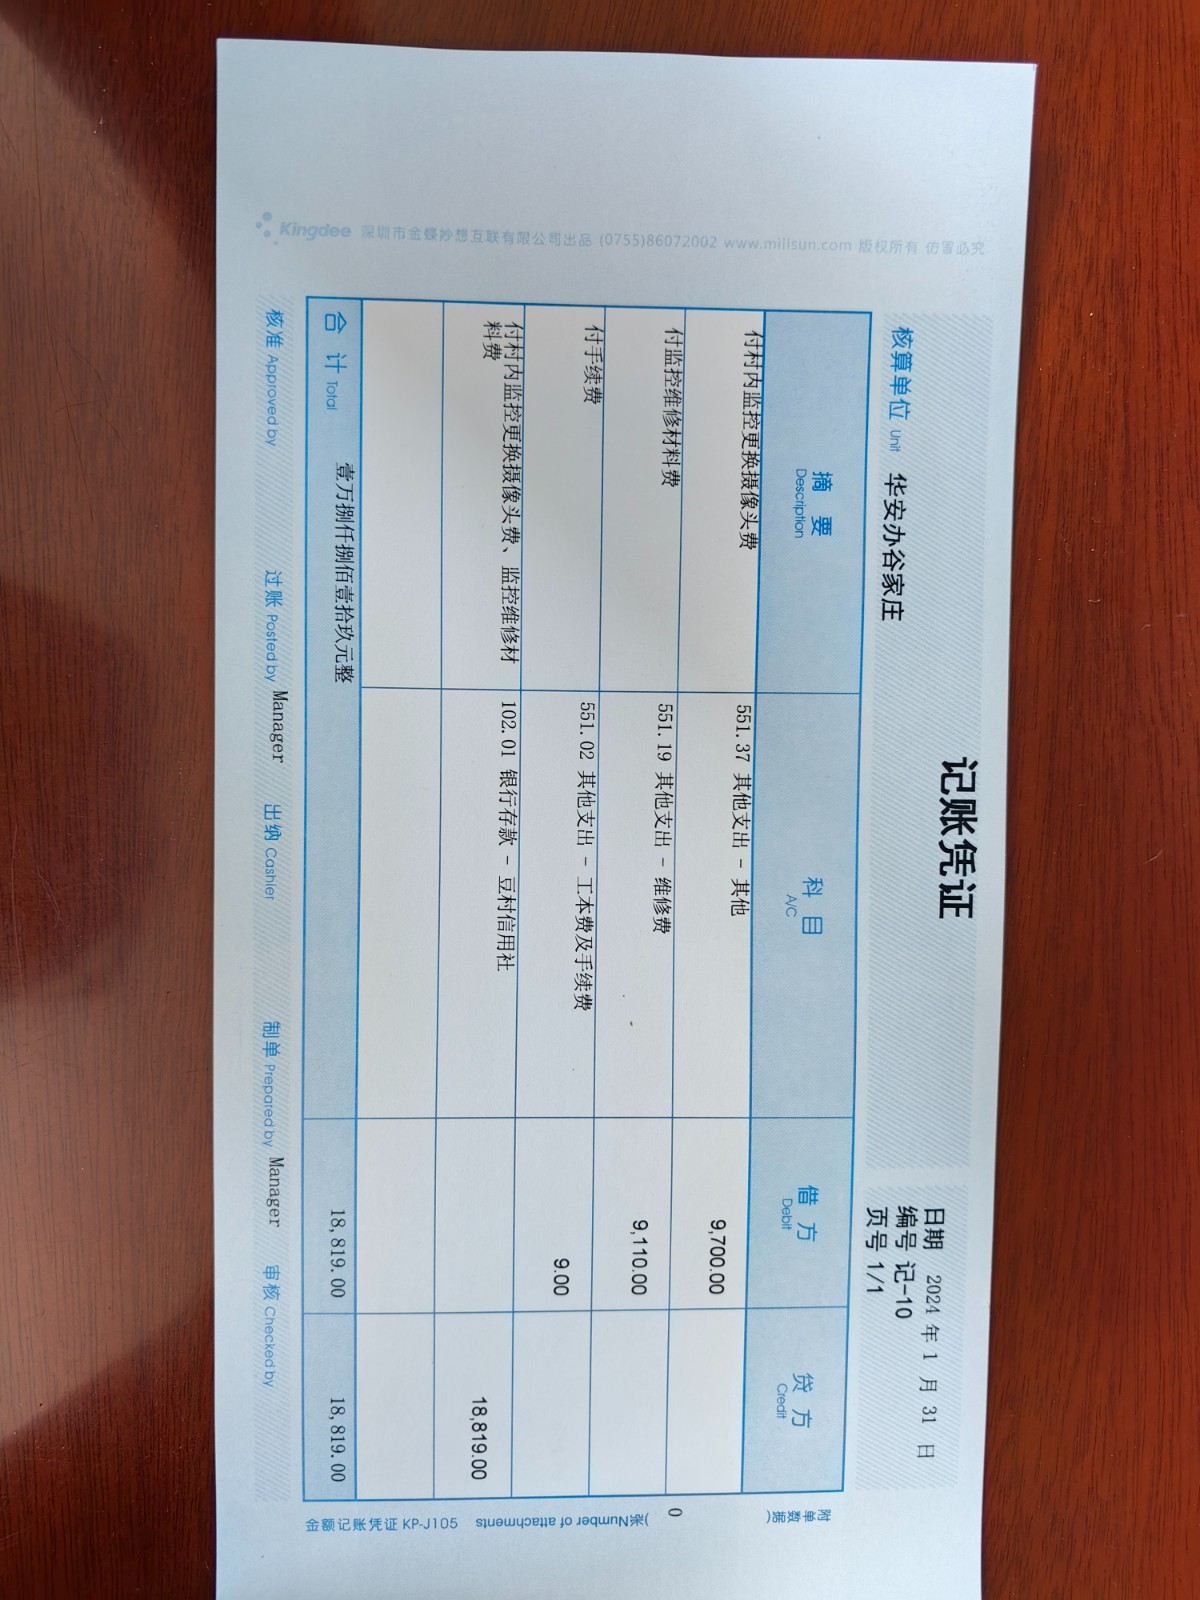 记账凭证
核算单位 Unit 华安办谷家庄
日期 2024 年 1 月 31 日
编号 记-10
页号 1/1
摘要 Description 科目 A/C 借方 Debit 贷方 Credit
付村内监控更换摄像头费 551.37 其他支出 - 其他 9,700.00
付监控维修材料费 551.19 其他支出 - 维修费 9,110.00
付手续费 551.02 其他支出 - 工本费及手续费 9.00
付村内监控更换摄像头费、监控维修材料费 102.01 银行存款 - 豆村信用社 18,819.00
合计 Total 壹万捌仟捌佰壹拾玖元整 18,819.00 18,819.00
核准 Approved by 过账 Posted by Manager 出纳 Cashier 制单 Prepared by Manager 审核 Checked by
附单数据( 0 张Number of attachments)
金额记账凭证 KP-J105
Kingdee 深圳市金蝶妙想互联有限公司出品 (0755)86072002 www.millsun.com 版权所有 仿冒必究